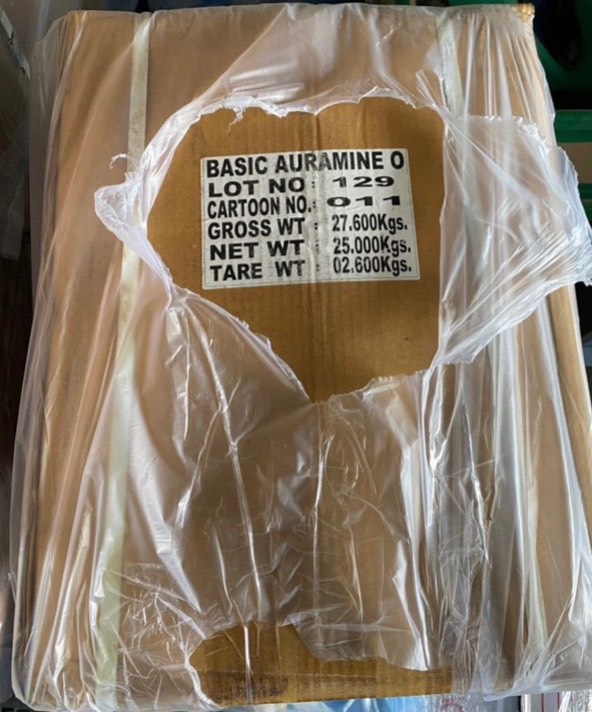 BASIC AURAMINE O
LOT NO : 129
CARTOON NO.: 011
GROSS WT : 27.600Kgs.
NET WT : 25.000Kgs.
TARE WT : 02.600Kgs.